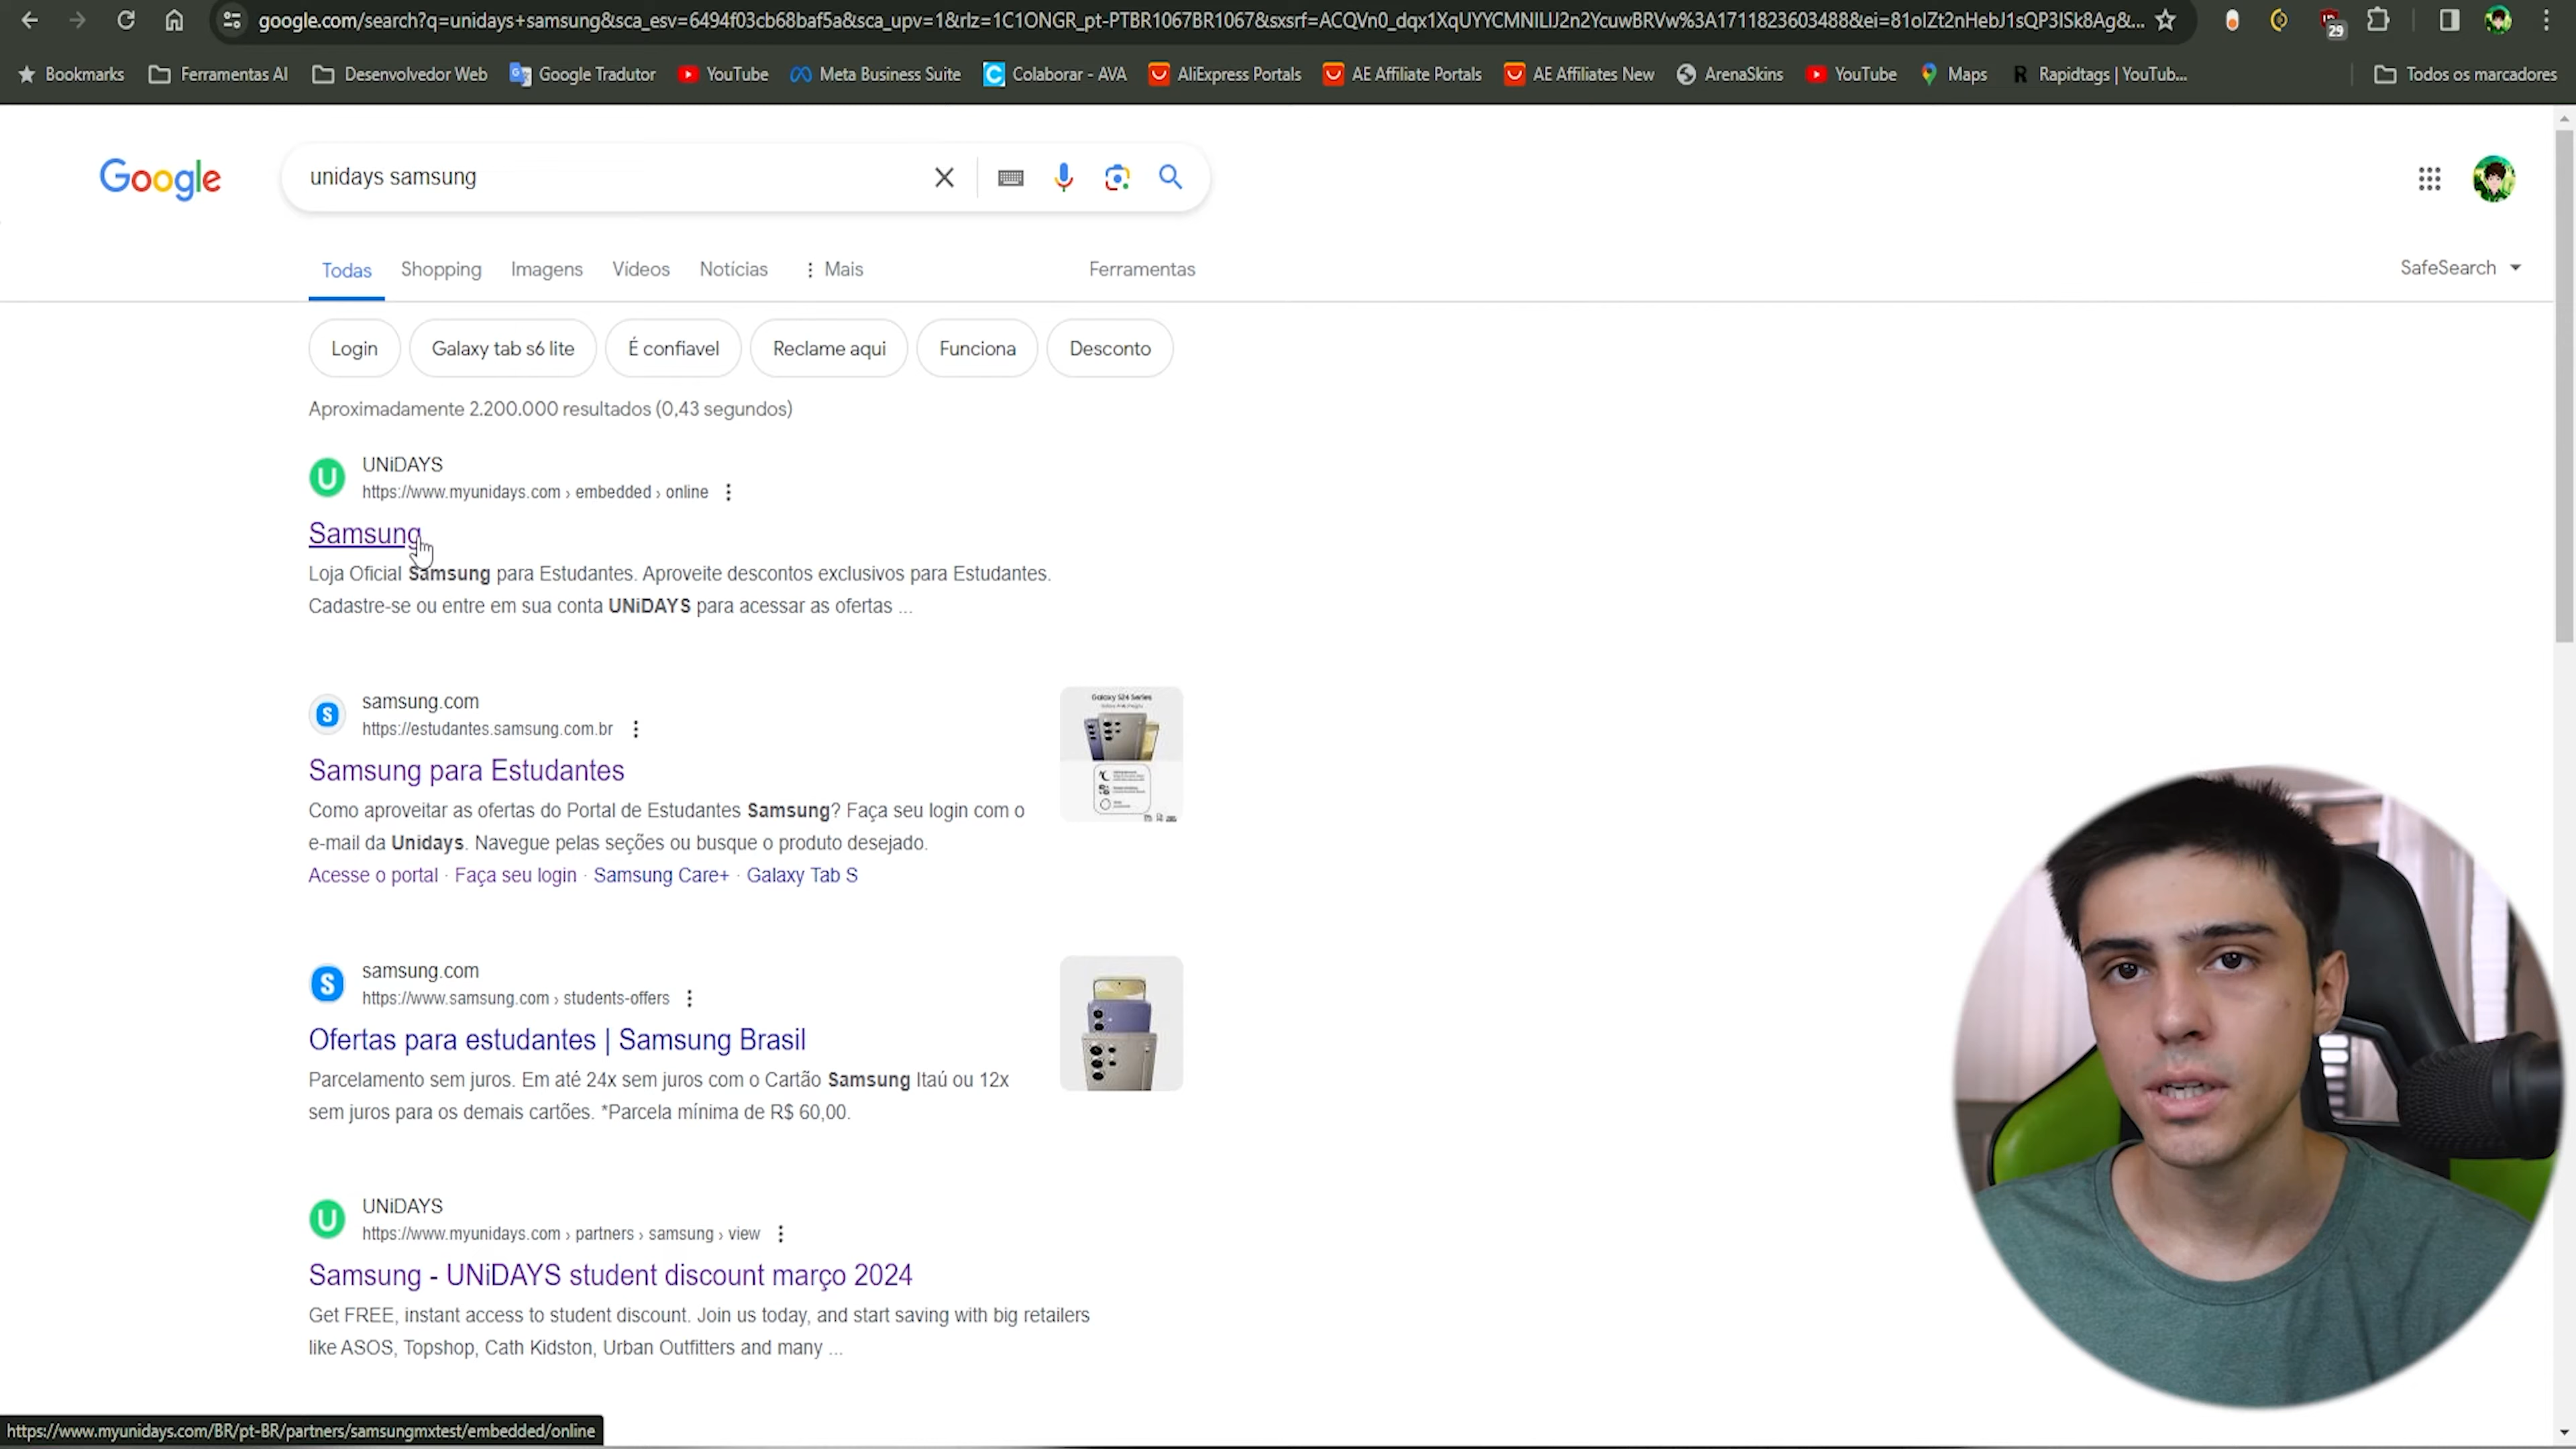 google.com/search?q=unidays+samsung&sca_esv=6494f03cb68baf5a&sca_upv=1&rlz=1C1ONGR_pt-PTBR1067BR1067&sxsrf=ACQVn0_dqx1XqUYYCMNILIJ2n2YcuwBRVw%3A1711823603488&ei=81oIZt2nHebJ1sQP3ISk8Ag&...
29
Bookmarks Ferramentas AI Desenvolvedor Web Google Tradutor YouTube Meta Business Suite Colaborar - AVA AliExpress Portals AE Affiliate Portals AE Affiliates New ArenaSkins YouTube Maps Rapidtags | YouTub... Todos os marcadores
Google
unidays samsung
Todas Shopping Imagens Vídeos Notícias Mais Ferramentas SafeSearch
Login Galaxy tab s6 lite É confiavel Reclame aqui Funciona Desconto
Aproximadamente 2.200.000 resultados (0,43 segundos)
UNiDAYS
https://www.myunidays.com › embedded › online
Samsung
Loja Oficial Samsung para Estudantes. Aproveite descontos exclusivos para Estudantes.
Cadastre-se ou entre em sua conta UNiDAYS para acessar as ofertas ...
samsung.com
https://estudantes.samsung.com.br
Samsung para Estudantes
Como aproveitar as ofertas do Portal de Estudantes Samsung? Faça seu login com o
e-mail da Unidays. Navegue pelas seções ou busque o produto desejado.
Acesse o portal · Faça seu login · Samsung Care+ · Galaxy Tab S
Galaxy S24 Series
samsung.com
https://www.samsung.com › students-offers
Ofertas para estudantes | Samsung Brasil
Parcelamento sem juros. Em até 24x sem juros com o Cartão Samsung Itaú ou 12x
sem juros para os demais cartões. *Parcela mínima de R$ 60,00.
UNiDAYS
https://www.myunidays.com › partners › samsung › view
Samsung - UNiDAYS student discount março 2024
Get FREE, instant access to student discount. Join us today, and start saving with big retailers
like ASOS, Topshop, Cath Kidston, Urban Outfitters and many ...
https://www.myunidays.com/BR/pt-BR/partners/samsungmxtest/embedded/online